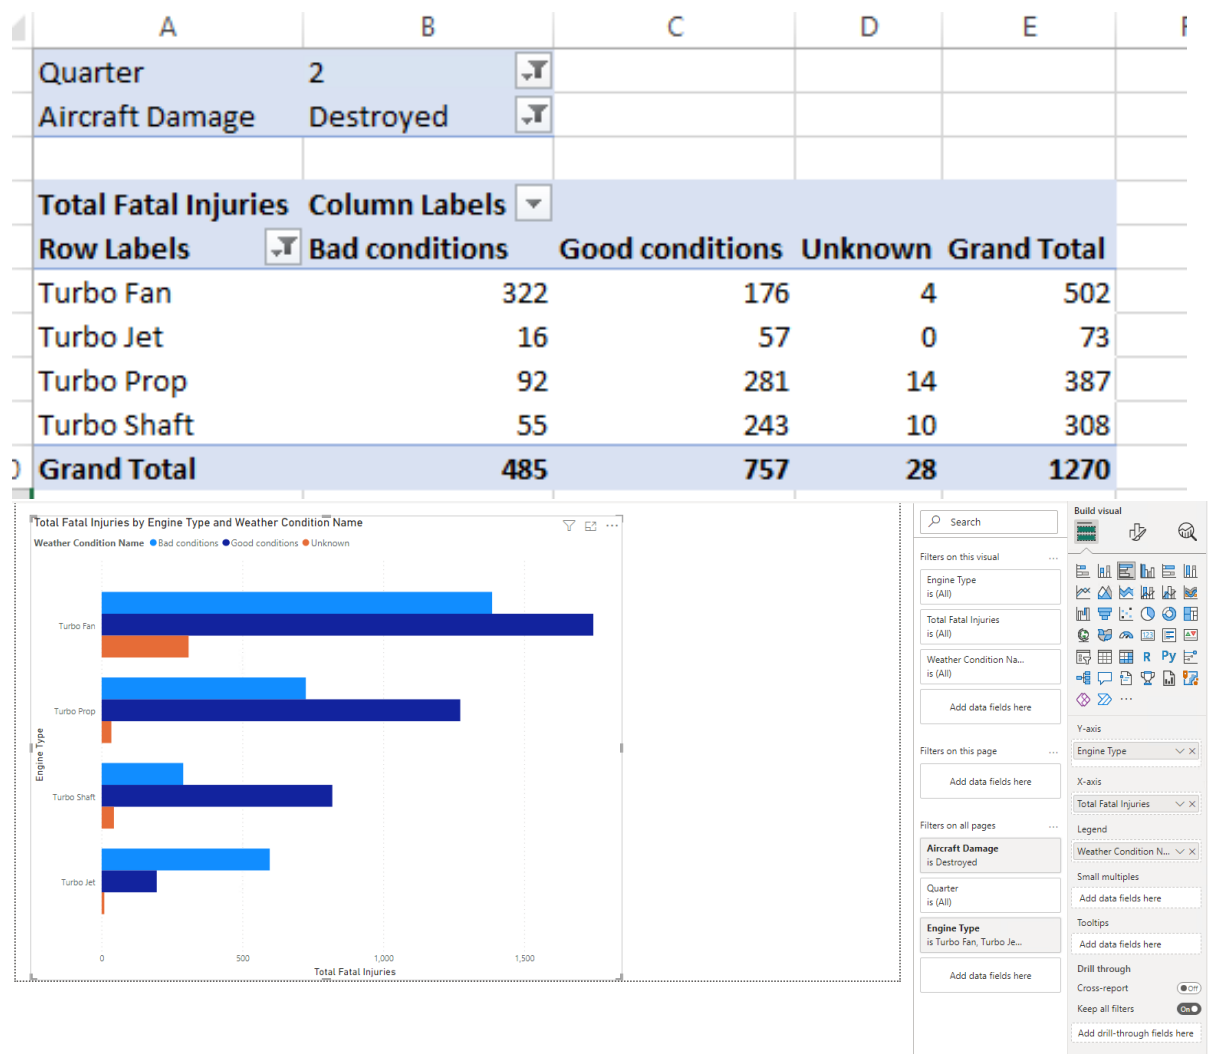 A B C D E
Quarter 2
Aircraft Damage Destroyed
Total Fatal Injuries Column Labels
Row Labels Bad conditions Good conditions Unknown Grand Total
Turbo Fan 322 176 4 502
Turbo Jet 16 57 0 73
Turbo Prop 92 281 14 387
Turbo Shaft 55 243 10 308
Grand Total 485 757 28 1270
Total Fatal Injuries by Engine Type and Weather Condition Name
Weather Condition Name Bad conditions Good conditions Unknown
Engine Type
Turbo Fan
Turbo Prop
Turbo Shaft
Turbo Jet
0 500 1,000 1,500
Total Fatal Injuries
Search
Filters on this visual ...
Engine Type
is (All)
Total Fatal Injuries
is (All)
Weather Condition Na...
is (All)
Add data fields here
Filters on this page ...
Add data fields here
Filters on all pages ...
Aircraft Damage
is Destroyed
Quarter
is (All)
Engine Type
is Turbo Fan, Turbo Je...
Add data fields here
Build visual
123
R Py
...
Y-axis
Engine Type
X-axis
Total Fatal Injuries
Legend
Weather Condition N...
Small multiples
Add data fields here
Tooltips
Add data fields here
Drill through
Cross-report Off
Keep all filters On
Add drill-through fields here